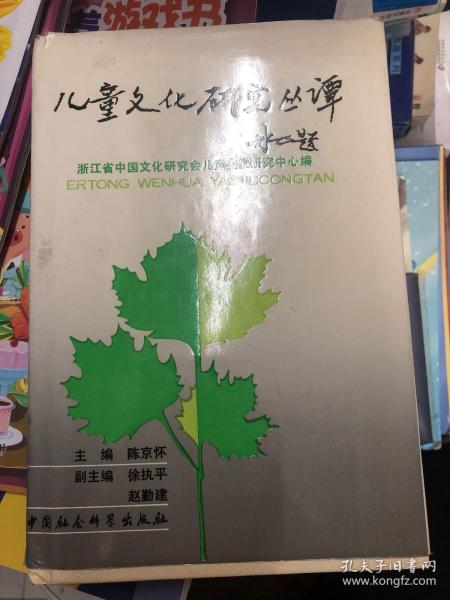 游戏书
儿童文化研究丛谭
冰心题
浙江省中国文化研究会儿童文化研究中心编
ERTONG WENHUA YANJIUCONGTAN
主编 陈京怀
副主编 徐执平
赵勤建
中国社会科学出版社
孔夫子旧书网
www.kongfz.com